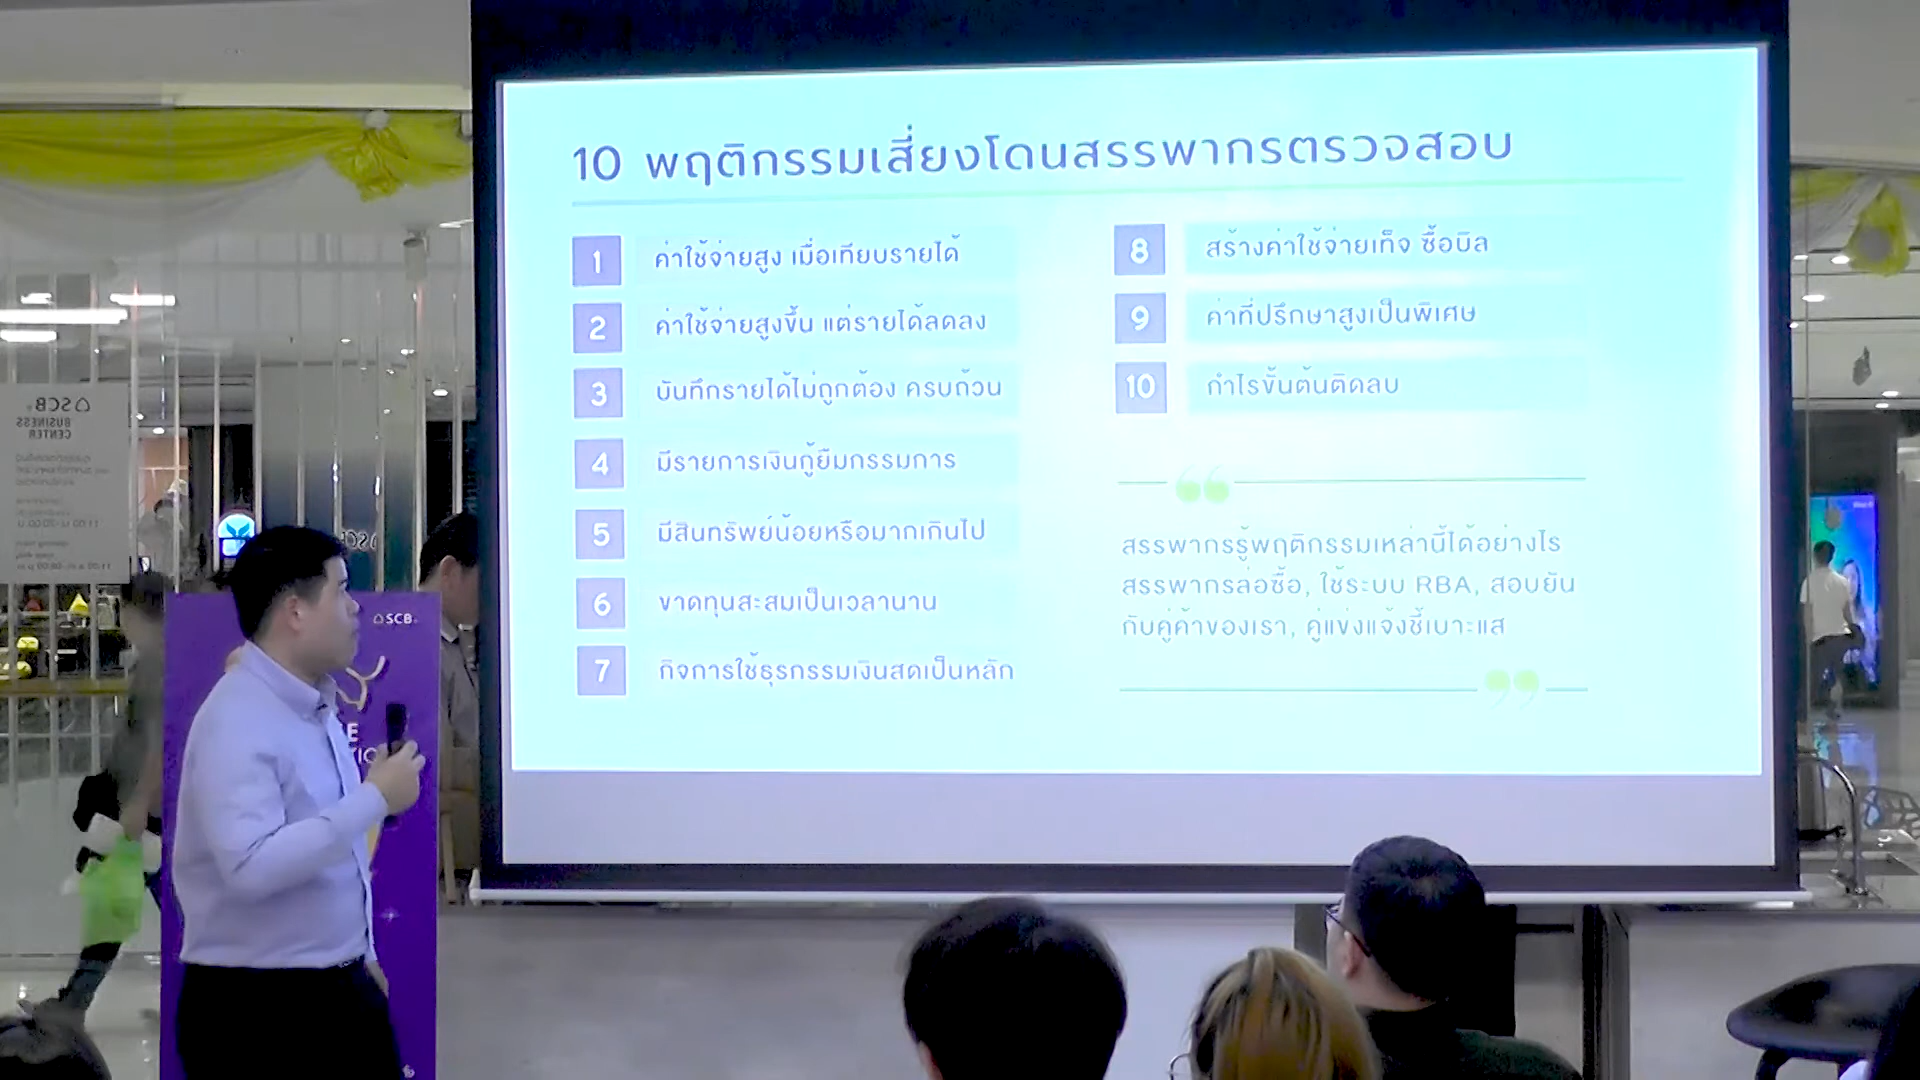 10 พฤติกรรมเสี่ยงโดนสรรพากรตรวจสอบ
1 ค่าใช้จ่ายสูง เมื่อเทียบรายได้
2 ค่าใช้จ่ายสูงขึ้น แต่รายได้ลดลง
3 บันทึกรายได้ไม่ถูกต้อง ครบถ้วน
4 มีรายการเงินกู้ยืมกรรมการ
5 มีสินทรัพย์น้อยหรือมากเกินไป
6 ขาดทุนสะสมเป็นเวลานาน
7 กิจการใช้ธุรกรรมเงินสดเป็นหลัก
8 สร้างค่าใช้จ่ายเท็จ ซื้อบิล
9 ค่าที่ปรึกษาสูงเป็นพิเศษ
10 กำไรขั้นต้นติดลบ
สรรพากรรู้พฤติกรรมเหล่านี้ได้อย่างไร
สรรพากรล่อซื้อ, ใช้ระบบ RBA, สอบยัน
กับคู่ค้าของเรา, คู่แข่งแจ้งชี้เบาะแส
SCB
BUSINESS
CENTER
SCB